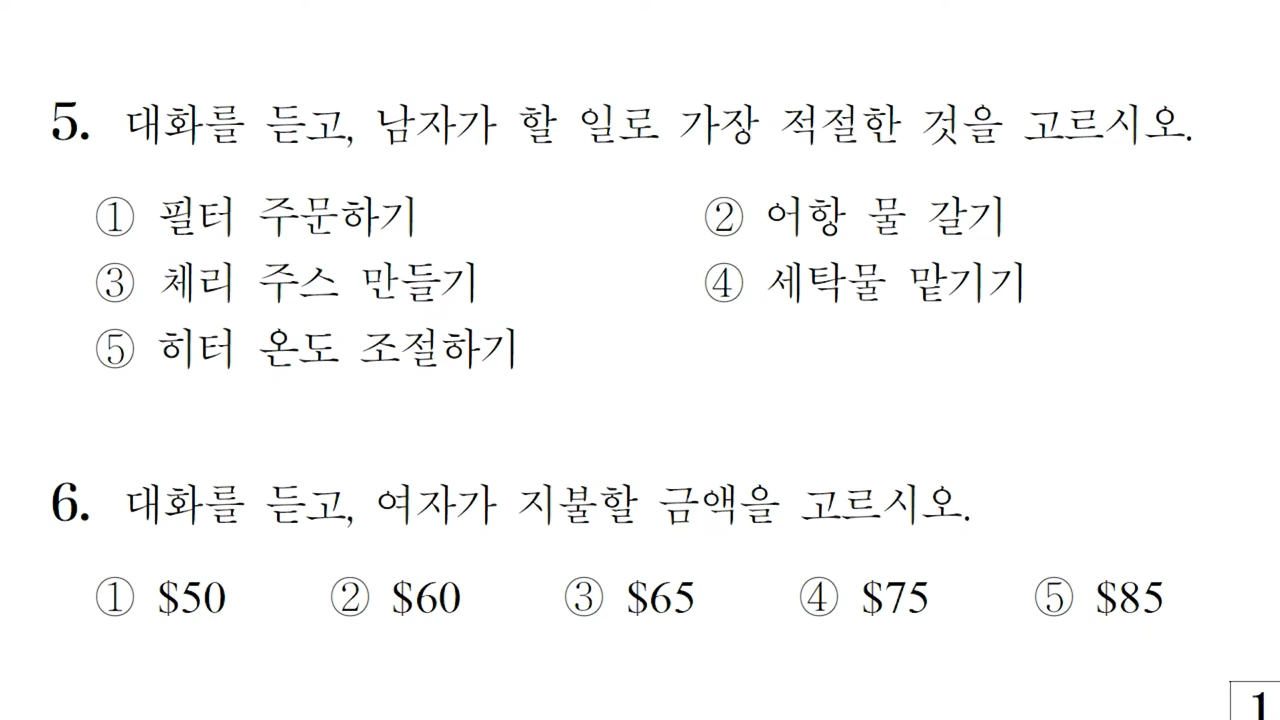 5. 대화를 듣고, 남자가 할 일로 가장 적절한 것을 고르시오.
① 필터 주문하기 ② 어항 물 갈기
③ 체리 주스 만들기 ④ 세탁물 맡기기
⑤ 히터 온도 조절하기
6. 대화를 듣고, 여자가 지불할 금액을 고르시오.
① $50 ② $60 ③ $65 ④ $75 ⑤ $85
1